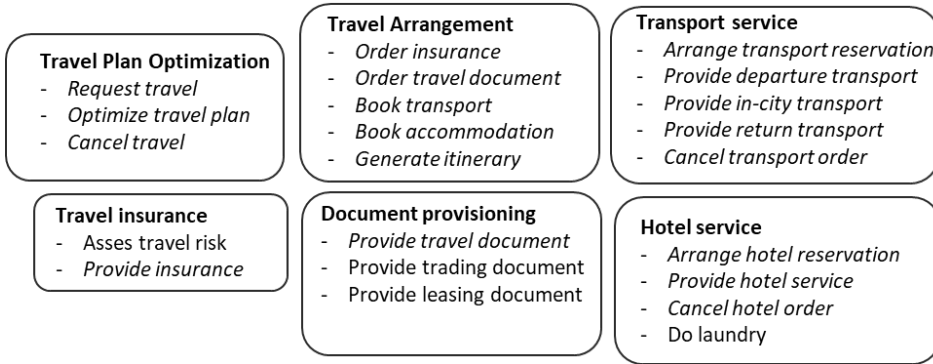 Travel Plan Optimization
- Request travel
- Optimize travel plan
- Cancel travel
Travel Arrangement
- Order insurance
- Order travel document
- Book transport
- Book accommodation
- Generate itinerary
Transport service
- Arrange transport reservation
- Provide departure transport
- Provide in-city transport
- Provide return transport
- Cancel transport order
Travel insurance
- Asses travel risk
- Provide insurance
Document provisioning
- Provide travel document
- Provide trading document
- Provide leasing document
Hotel service
- Arrange hotel reservation
- Provide hotel service
- Cancel hotel order
- Do laundry